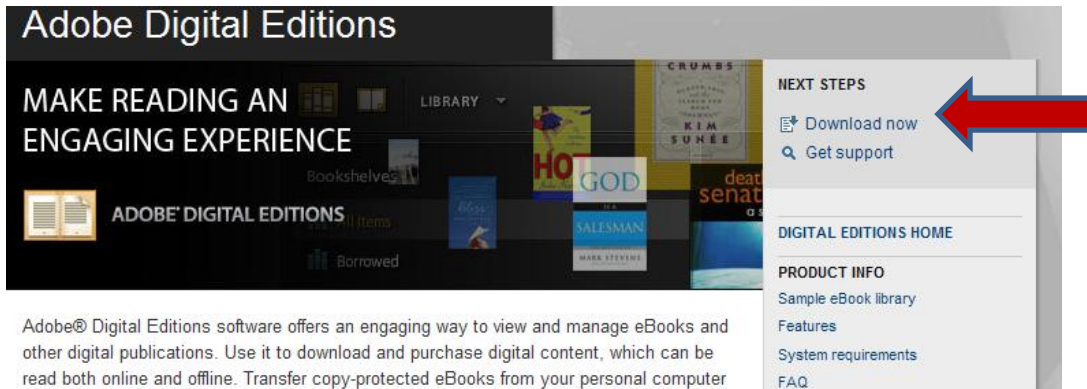 Adobe Digital Editions
MAKE READING AN
ENGAGING EXPERIENCE
ADOBE® DIGITAL EDITIONS
LIBRARY
Bookshelves
All Items
Borrowed
CRUMBS
KIM
SUNÉE
HOT
GOD
IS A
SALESMAN
MARK STEVENS
bliss
death
senat
a s
NEXT STEPS
Download now
Get support
DIGITAL EDITIONS HOME
PRODUCT INFO
Sample eBook library
Features
System requirements
FAQ
Adobe® Digital Editions software offers an engaging way to view and manage eBooks and
other digital publications. Use it to download and purchase digital content, which can be
read both online and offline. Transfer copy-protected eBooks from your personal computer